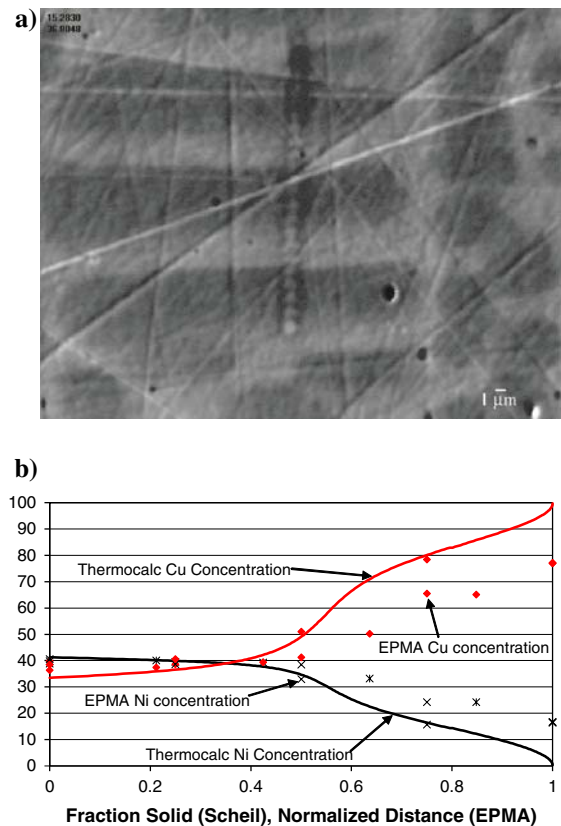 a)
15.2830
36.8048
1 µm
b)
100
90
80
70
60
50
40
30
20
10
0
Thermocalc Cu Concentration
EPMA Cu concentration
EPMA Ni concentration
Thermocalc Ni Concentration
0
0.2
0.4
0.6
0.8
1
Fraction Solid (Scheil), Normalized Distance (EPMA)